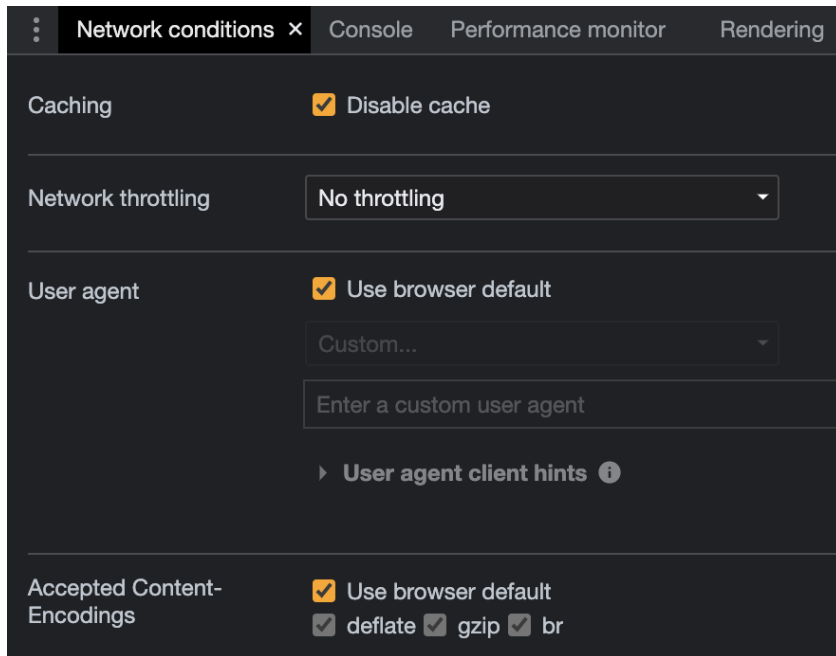 Network conditions × Console Performance monitor Rendering
Caching Disable cache
Network throttling No throttling
User agent Use browser default
Custom...
Enter a custom user agent
User agent client hints
Accepted Content-
Encodings
Use browser default
deflate gzip br